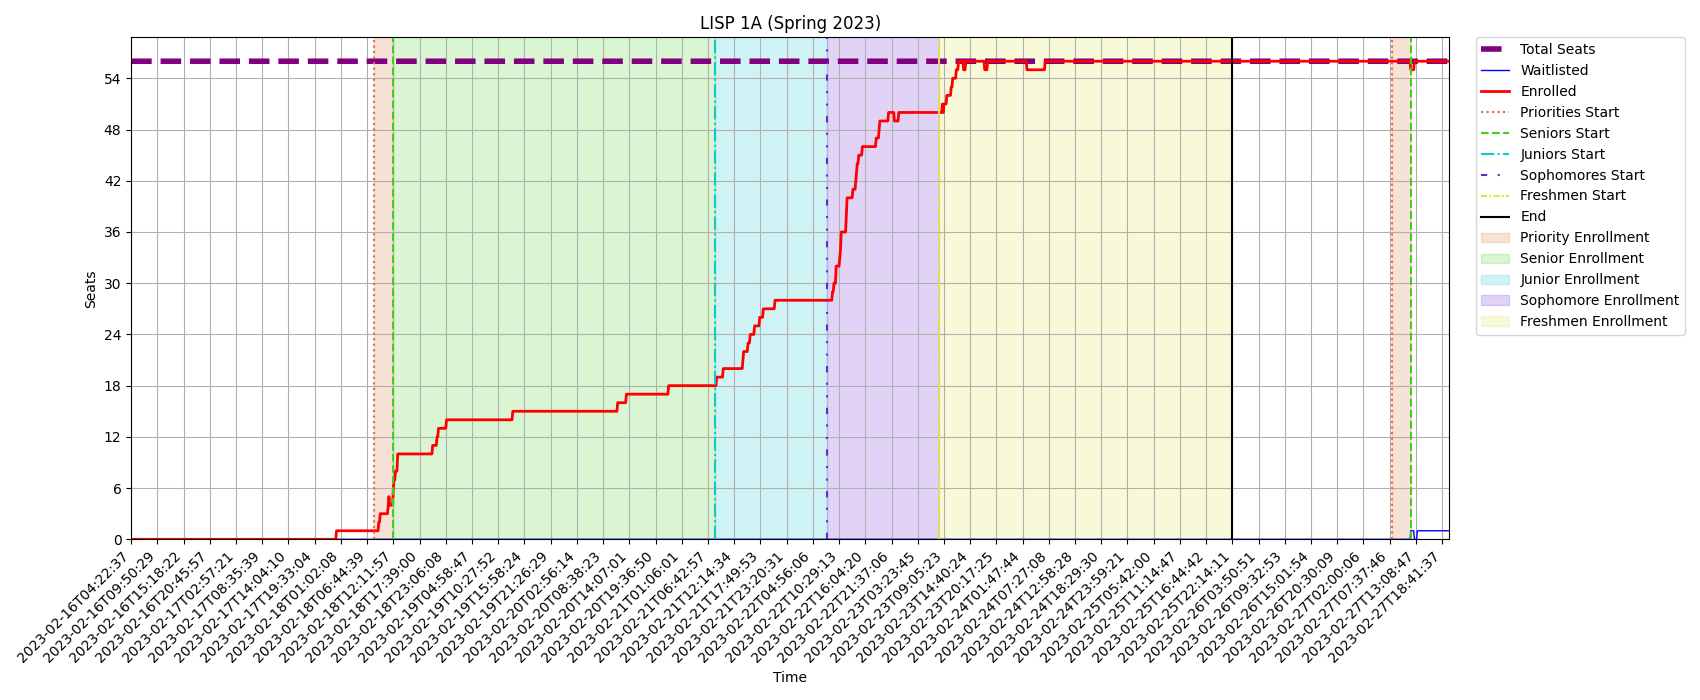 LISP 1A (Spring 2023)
Seats
54
48
42
36
30
24
18
12
6
0
2023-02-16T04:22:37
2023-02-16T09:50:29
2023-02-16T15:18:22
2023-02-16T20:45:57
2023-02-17T02:57:21
2023-02-17T08:35:39
2023-02-17T14:04:10
2023-02-17T19:33:04
2023-02-18T01:02:08
2023-02-18T06:44:39
2023-02-18T12:11:57
2023-02-18T17:39:00
2023-02-18T23:06:08
2023-02-19T04:58:47
2023-02-19T10:27:52
2023-02-19T15:58:24
2023-02-19T21:26:29
2023-02-20T02:56:14
2023-02-20T08:38:23
2023-02-20T14:07:01
2023-02-20T19:36:50
2023-02-21T01:06:01
2023-02-21T06:42:57
2023-02-21T12:14:34
2023-02-21T17:49:53
2023-02-21T23:20:31
2023-02-22T04:56:06
2023-02-22T10:29:13
2023-02-22T16:04:20
2023-02-22T21:37:06
2023-02-23T03:23:45
2023-02-23T09:05:23
2023-02-23T14:40:24
2023-02-23T20:17:25
2023-02-24T01:47:44
2023-02-24T07:27:08
2023-02-24T12:58:28
2023-02-24T18:29:30
2023-02-24T23:59:21
2023-02-25T05:42:00
2023-02-25T11:14:47
2023-02-25T16:44:42
2023-02-25T22:14:11
2023-02-26T03:50:51
2023-02-26T09:32:53
2023-02-26T15:01:54
2023-02-26T20:30:09
2023-02-27T02:00:06
2023-02-27T07:37:46
2023-02-27T13:08:47
2023-02-27T18:41:37
Time
Total Seats
Waitlisted
Enrolled
Priorities Start
Seniors Start
Juniors Start
Sophomores Start
Freshmen Start
End
Priority Enrollment
Senior Enrollment
Junior Enrollment
Sophomore Enrollment
Freshmen Enrollment